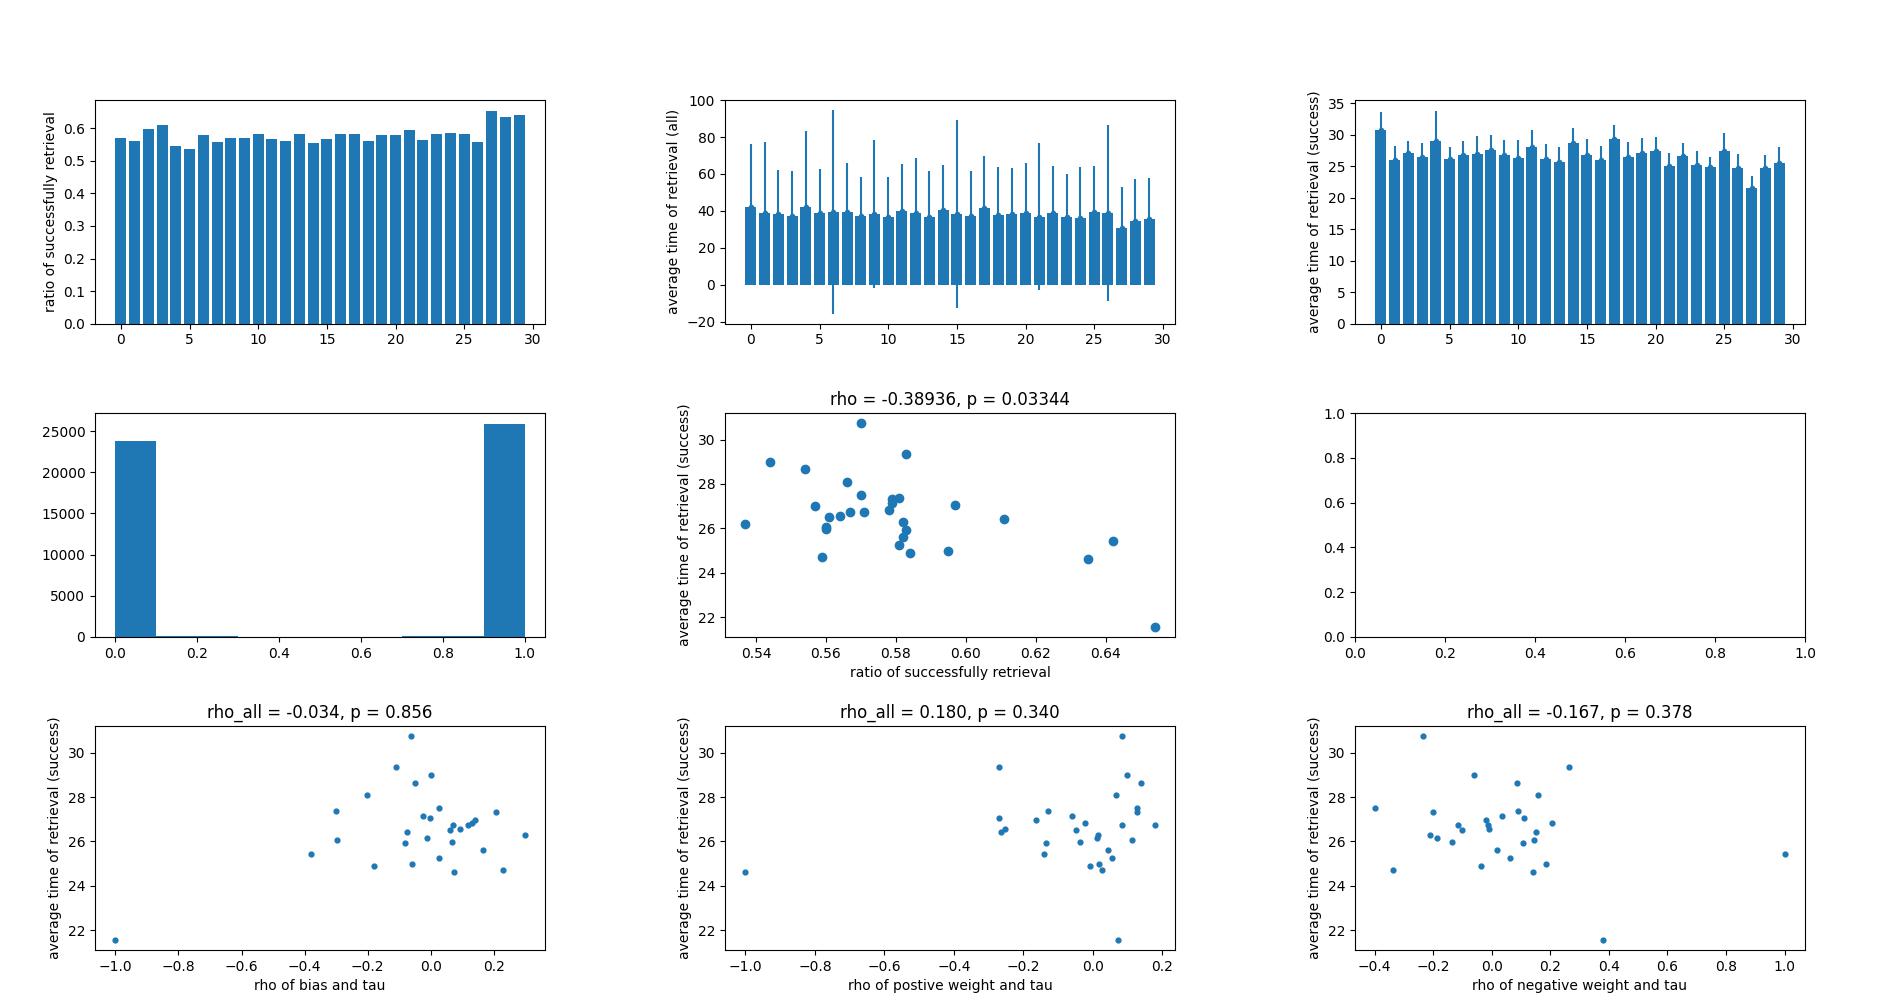 ratio of successfully retrieval
0.6
0.5
0.4
0.3
0.2
0.1
0.0
0 5 10 15 20 25 30
average time of retrieval (all)
100
80
60
40
20
0
−20
0 5 10 15 20 25 30
average time of retrieval (success)
35
30
25
20
15
10
5
0
0 5 10 15 20 25 30
25000
20000
15000
10000
5000
0
0.0 0.2 0.4 0.6 0.8 1.0
rho = -0.38936, p = 0.03344
average time of retrieval (success)
30
28
26
24
22
0.54 0.56 0.58 0.60 0.62 0.64
ratio of successfully retrieval
1.0
0.8
0.6
0.4
0.2
0.0
0.0 0.2 0.4 0.6 0.8 1.0
rho_all = -0.034, p = 0.856
average time of retrieval (success)
30
28
26
24
22
−1.0 −0.8 −0.6 −0.4 −0.2 0.0 0.2
rho of bias and tau
rho_all = 0.180, p = 0.340
average time of retrieval (success)
30
28
26
24
22
−1.0 −0.8 −0.6 −0.4 −0.2 0.0 0.2
rho of postive weight and tau
rho_all = -0.167, p = 0.378
average time of retrieval (success)
30
28
26
24
22
−0.4 −0.2 0.0 0.2 0.4 0.6 0.8 1.0
rho of negative weight and tau